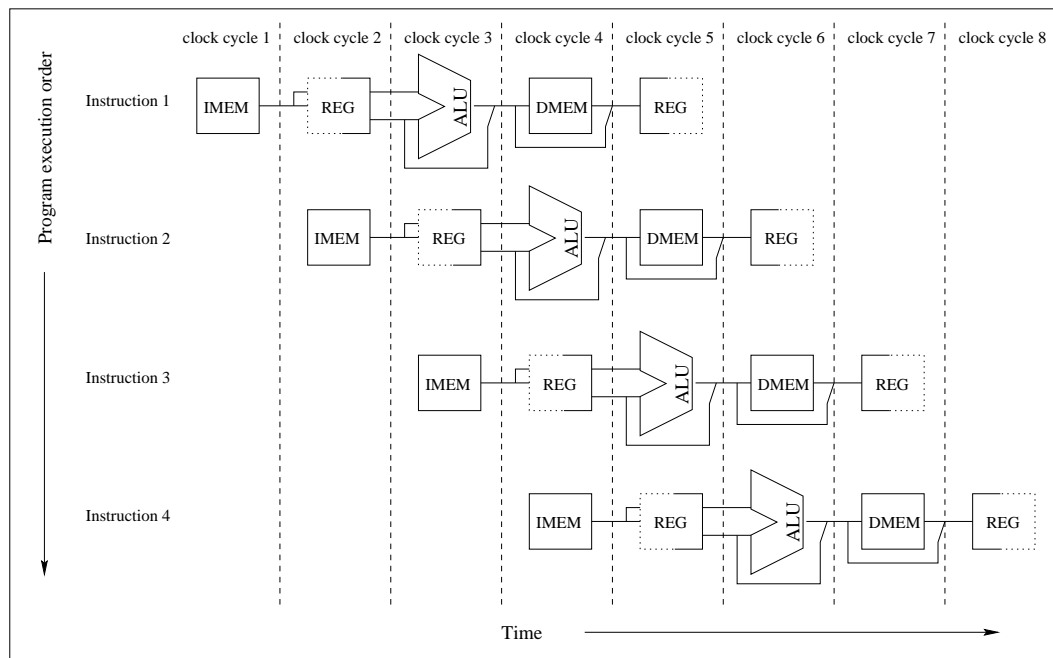 clock cycle 1 clock cycle 2 clock cycle 3 clock cycle 4 clock cycle 5 clock cycle 6 clock cycle 7 clock cycle 8
Program execution order
Instruction 1 IMEM REG ALU DMEM REG
Instruction 2 IMEM REG ALU DMEM REG
Instruction 3 IMEM REG ALU DMEM REG
Instruction 4 IMEM REG ALU DMEM REG
Time